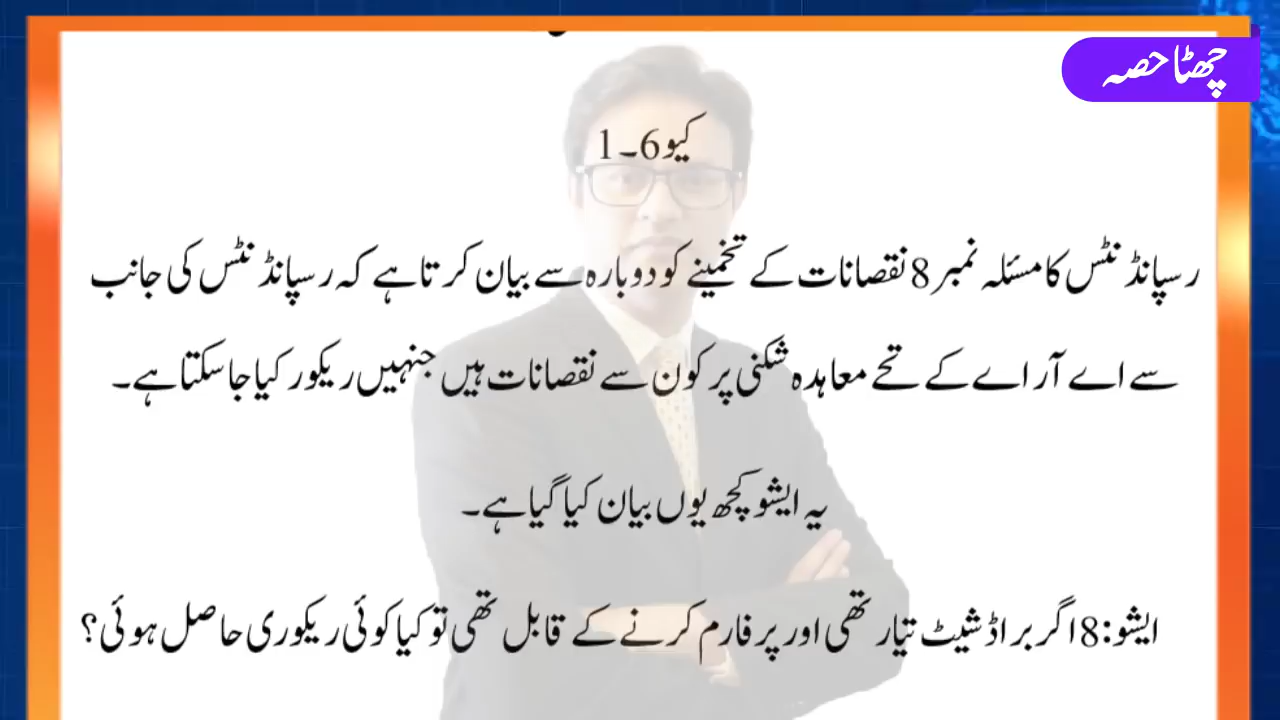 چھٹا حصہ
کیو6۔1
رسپانڈنٹس کا مسئلہ نمبر 8 نقصانات کے تخمینے کو دوبارہ سے بیان کرتا ہے کہ رسپانڈنٹس کی جانب
سے اے آر اے کے تحے معاہدہ شکنی پر کون سے نقصانات ہیں جنہیں ریکور کیا جا سکتا ہے۔
یہ ایشو کچھ یوں بیان کیا گیا ہے۔
ایشو:8 اگر براڈ شیٹ تیار تھی اور پرفارم کرنے کے قابل تھی تو کیا کوئی ریکوری حاصل ہوئی؟